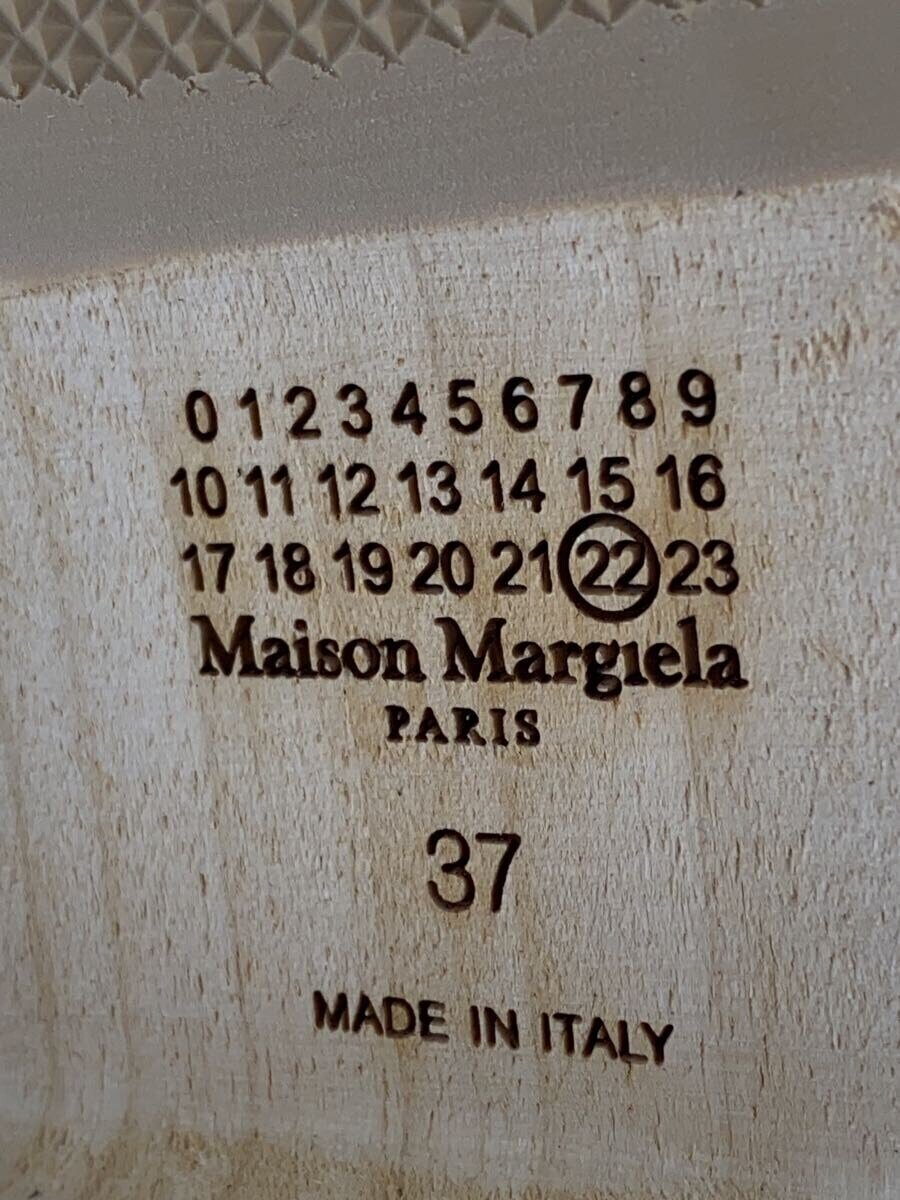 0 1 2 3 4 5 6 7 8 9
10 11 12 13 14 15 16
17 18 19 20 21 22 23
Maison Margiela
PARIS
37
MADE IN ITALY